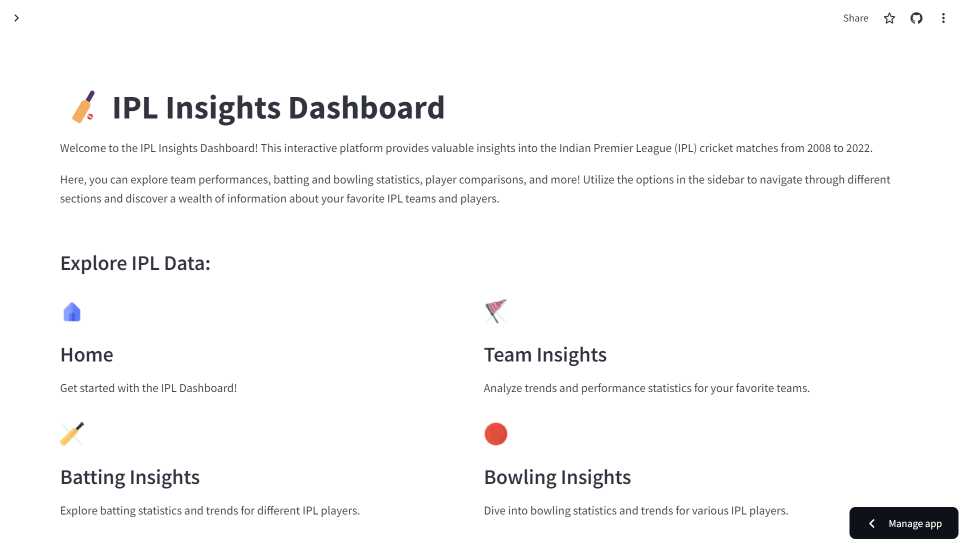 Share
IPL Insights Dashboard
Welcome to the IPL Insights Dashboard! This interactive platform provides valuable insights into the Indian Premier League (IPL) cricket matches from 2008 to 2022.
Here, you can explore team performances, batting and bowling statistics, player comparisons, and more! Utilize the options in the sidebar to navigate through different
sections and discover a wealth of information about your favorite IPL teams and players.
Explore IPL Data:
Home
Get started with the IPL Dashboard!
Team Insights
Analyze trends and performance statistics for your favorite teams.
Batting Insights
Explore batting statistics and trends for different IPL players.
Bowling Insights
Dive into bowling statistics and trends for various IPL players.
Manage app